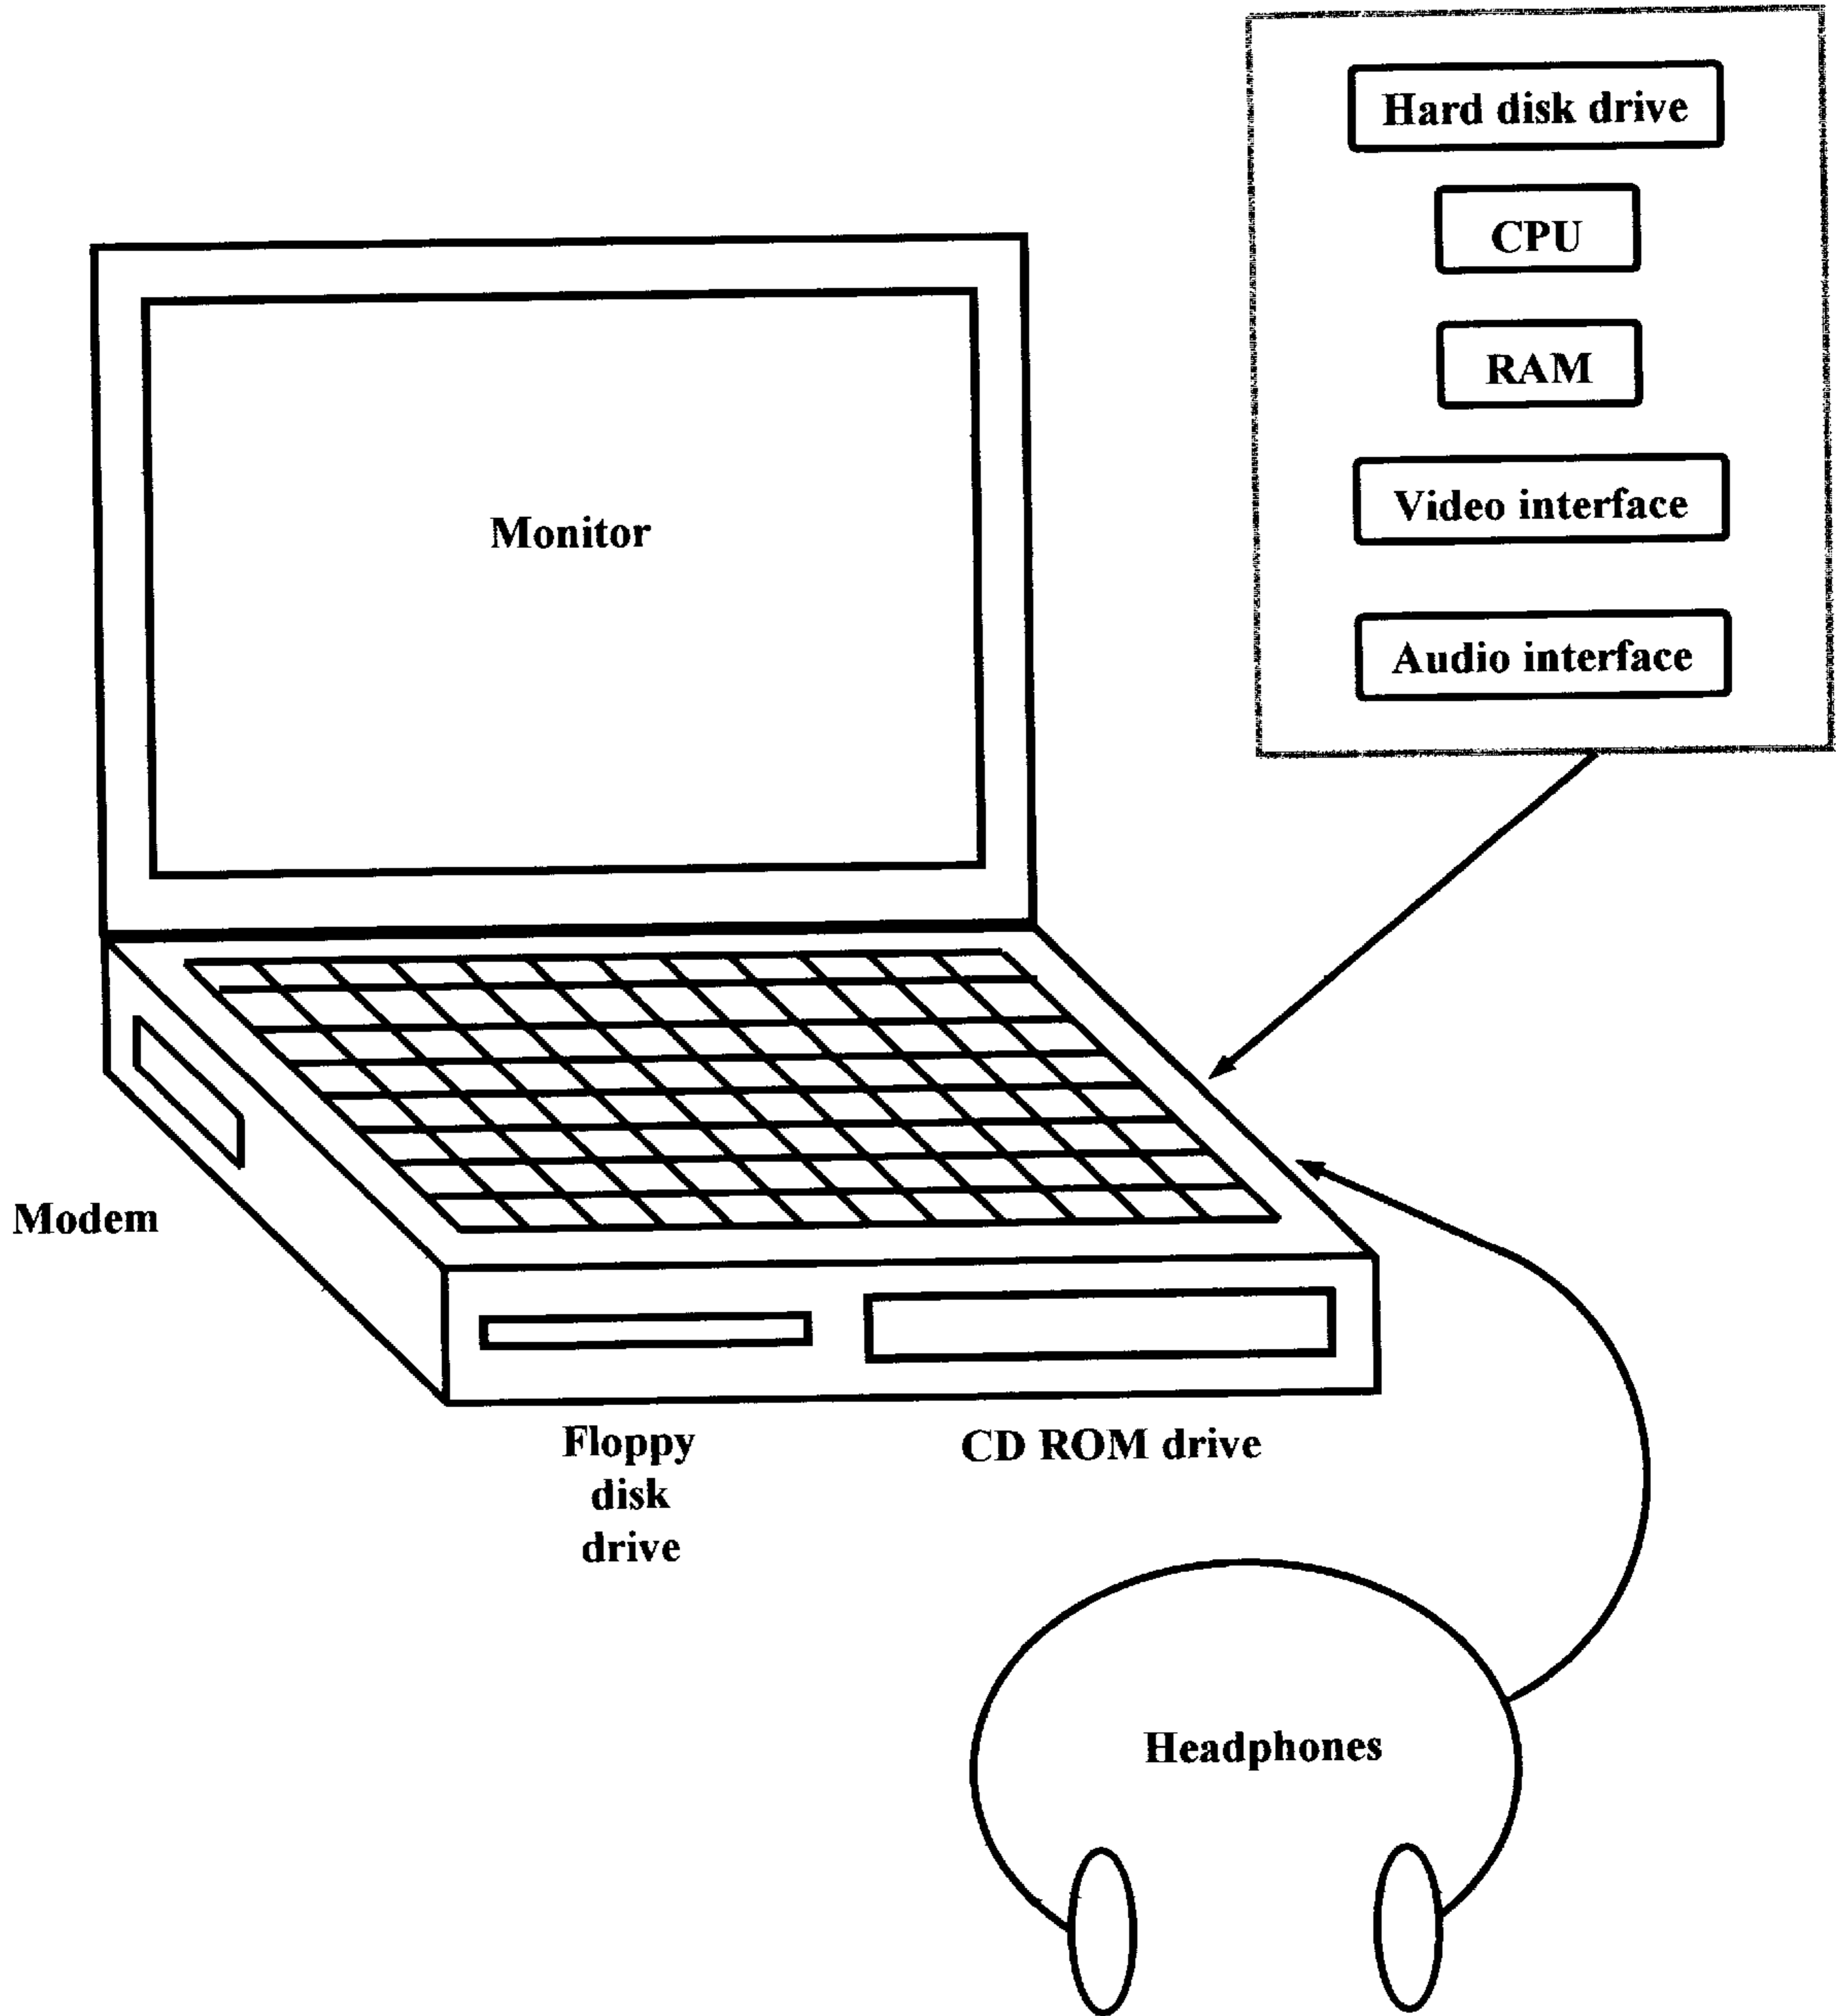 Hard disk drive
CPU
RAM
Video interface
Audio interface
Monitor
Modem
Floppy
disk
drive
CD ROM drive
Headphones